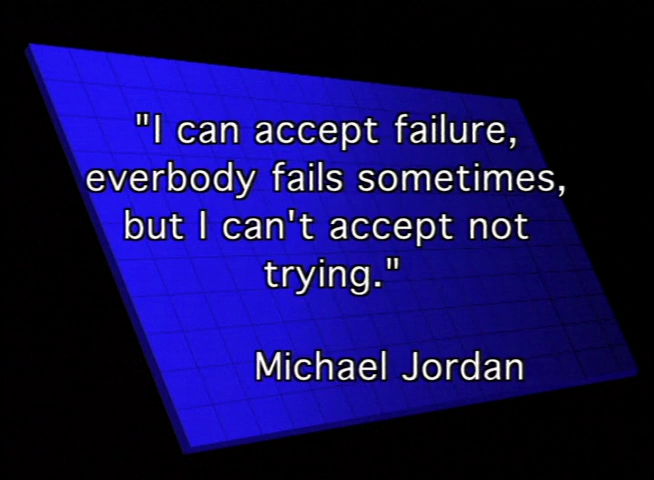 "I can accept failure,
everbody fails sometimes,
but I can't accept not
trying."
Michael Jordan